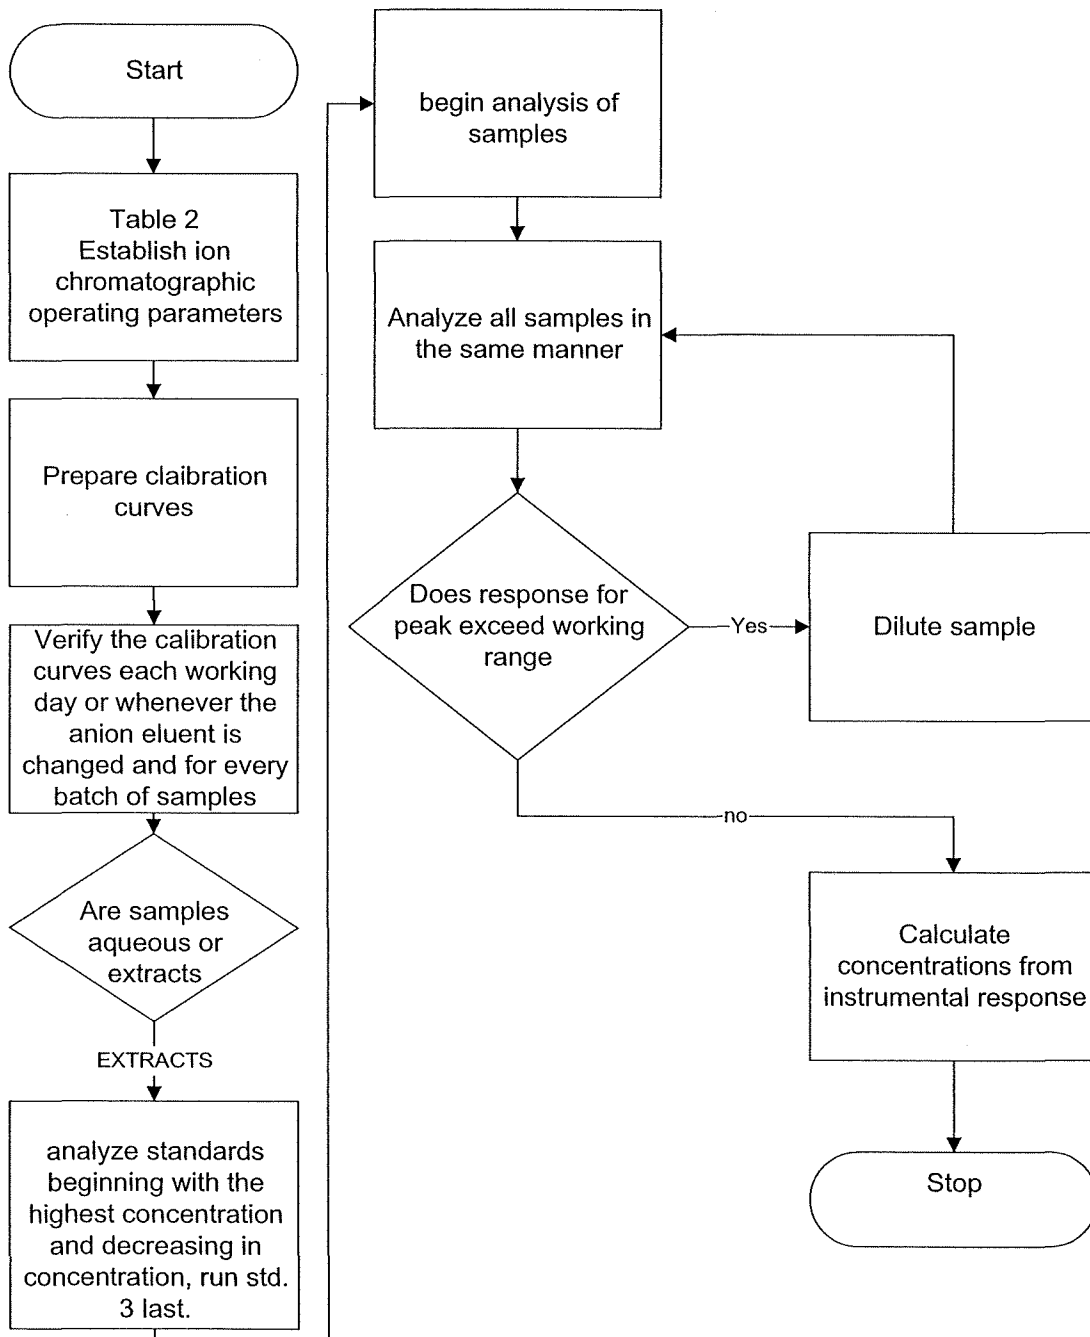 Start
Table 2
Establish ion
chromatographic
operating parameters
Prepare claibration
curves
Verify the calibration
curves each working
day or whenever the
anion eluent is
changed and for every
batch of samples
Are samples
aqueous or
extracts
EXTRACTS
analyze standards
beginning with the
highest concentration
and decreasing in
concentration, run std.
3 last.
begin analysis of
samples
Analyze all samples in
the same manner
Does response for
peak exceed working
range
Yes
Dilute sample
no
Calculate
concentrations from
instrumental response
Stop